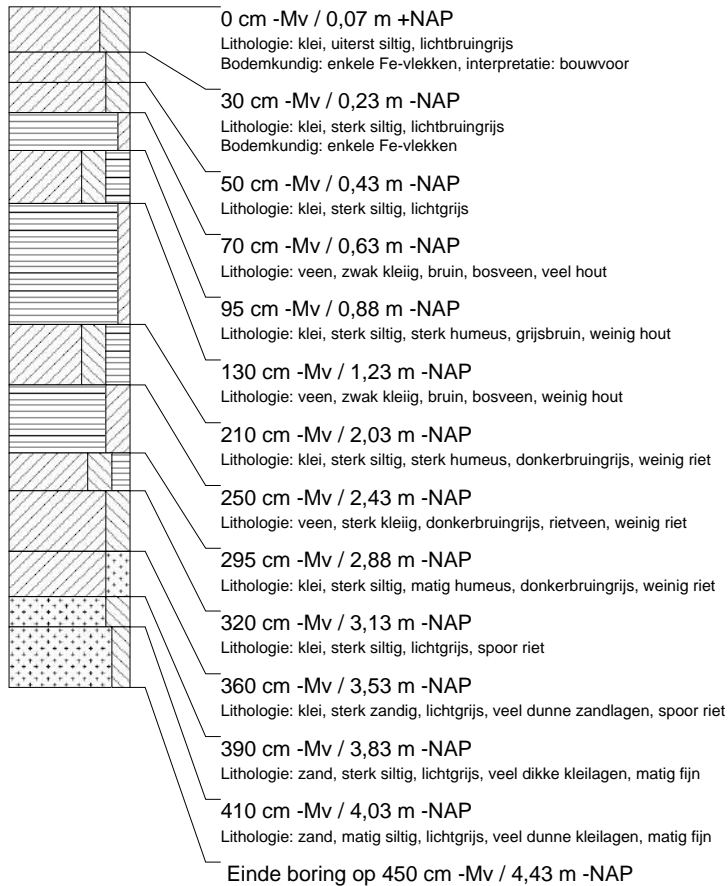 0 cm -Mv / 0,07 m +NAP
Lithologie: klei, uiterst siltig, lichtbruingrijs
Bodemkundig: enkele Fe-vlekken, interpretatie: bouwvoor
30 cm -Mv / 0,23 m -NAP
Lithologie: klei, sterk siltig, lichtbruingrijs
Bodemkundig: enkele Fe-vlekken
50 cm -Mv / 0,43 m -NAP
Lithologie: klei, sterk siltig, lichtgrijs
70 cm -Mv / 0,63 m -NAP
Lithologie: veen, zwak kleiig, bruin, bosveen, veel hout
95 cm -Mv / 0,88 m -NAP
Lithologie: klei, sterk siltig, sterk humeus, grijsbruin, weinig hout
130 cm -Mv / 1,23 m -NAP
Lithologie: veen, zwak kleiig, bruin, bosveen, weinig hout
210 cm -Mv / 2,03 m -NAP
Lithologie: klei, sterk siltig, sterk humeus, donkerbruingrijs, weinig riet
250 cm -Mv / 2,43 m -NAP
Lithologie: veen, sterk kleiig, donkerbruingrijs, rietveen, weinig riet
295 cm -Mv / 2,88 m -NAP
Lithologie: klei, sterk siltig, matig humeus, donkerbruingrijs, weinig riet
320 cm -Mv / 3,13 m -NAP
Lithologie: klei, sterk siltig, lichtgrijs, spoor riet
360 cm -Mv / 3,53 m -NAP
Lithologie: klei, sterk zandig, lichtgrijs, veel dunne zandlagen, spoor riet
390 cm -Mv / 3,83 m -NAP
Lithologie: zand, sterk siltig, lichtgrijs, veel dikke kleilagen, matig fijn
410 cm -Mv / 4,03 m -NAP
Lithologie: zand, matig siltig, lichtgrijs, veel dunne kleilagen, matig fijn
Einde boring op 450 cm -Mv / 4,43 m -NAP